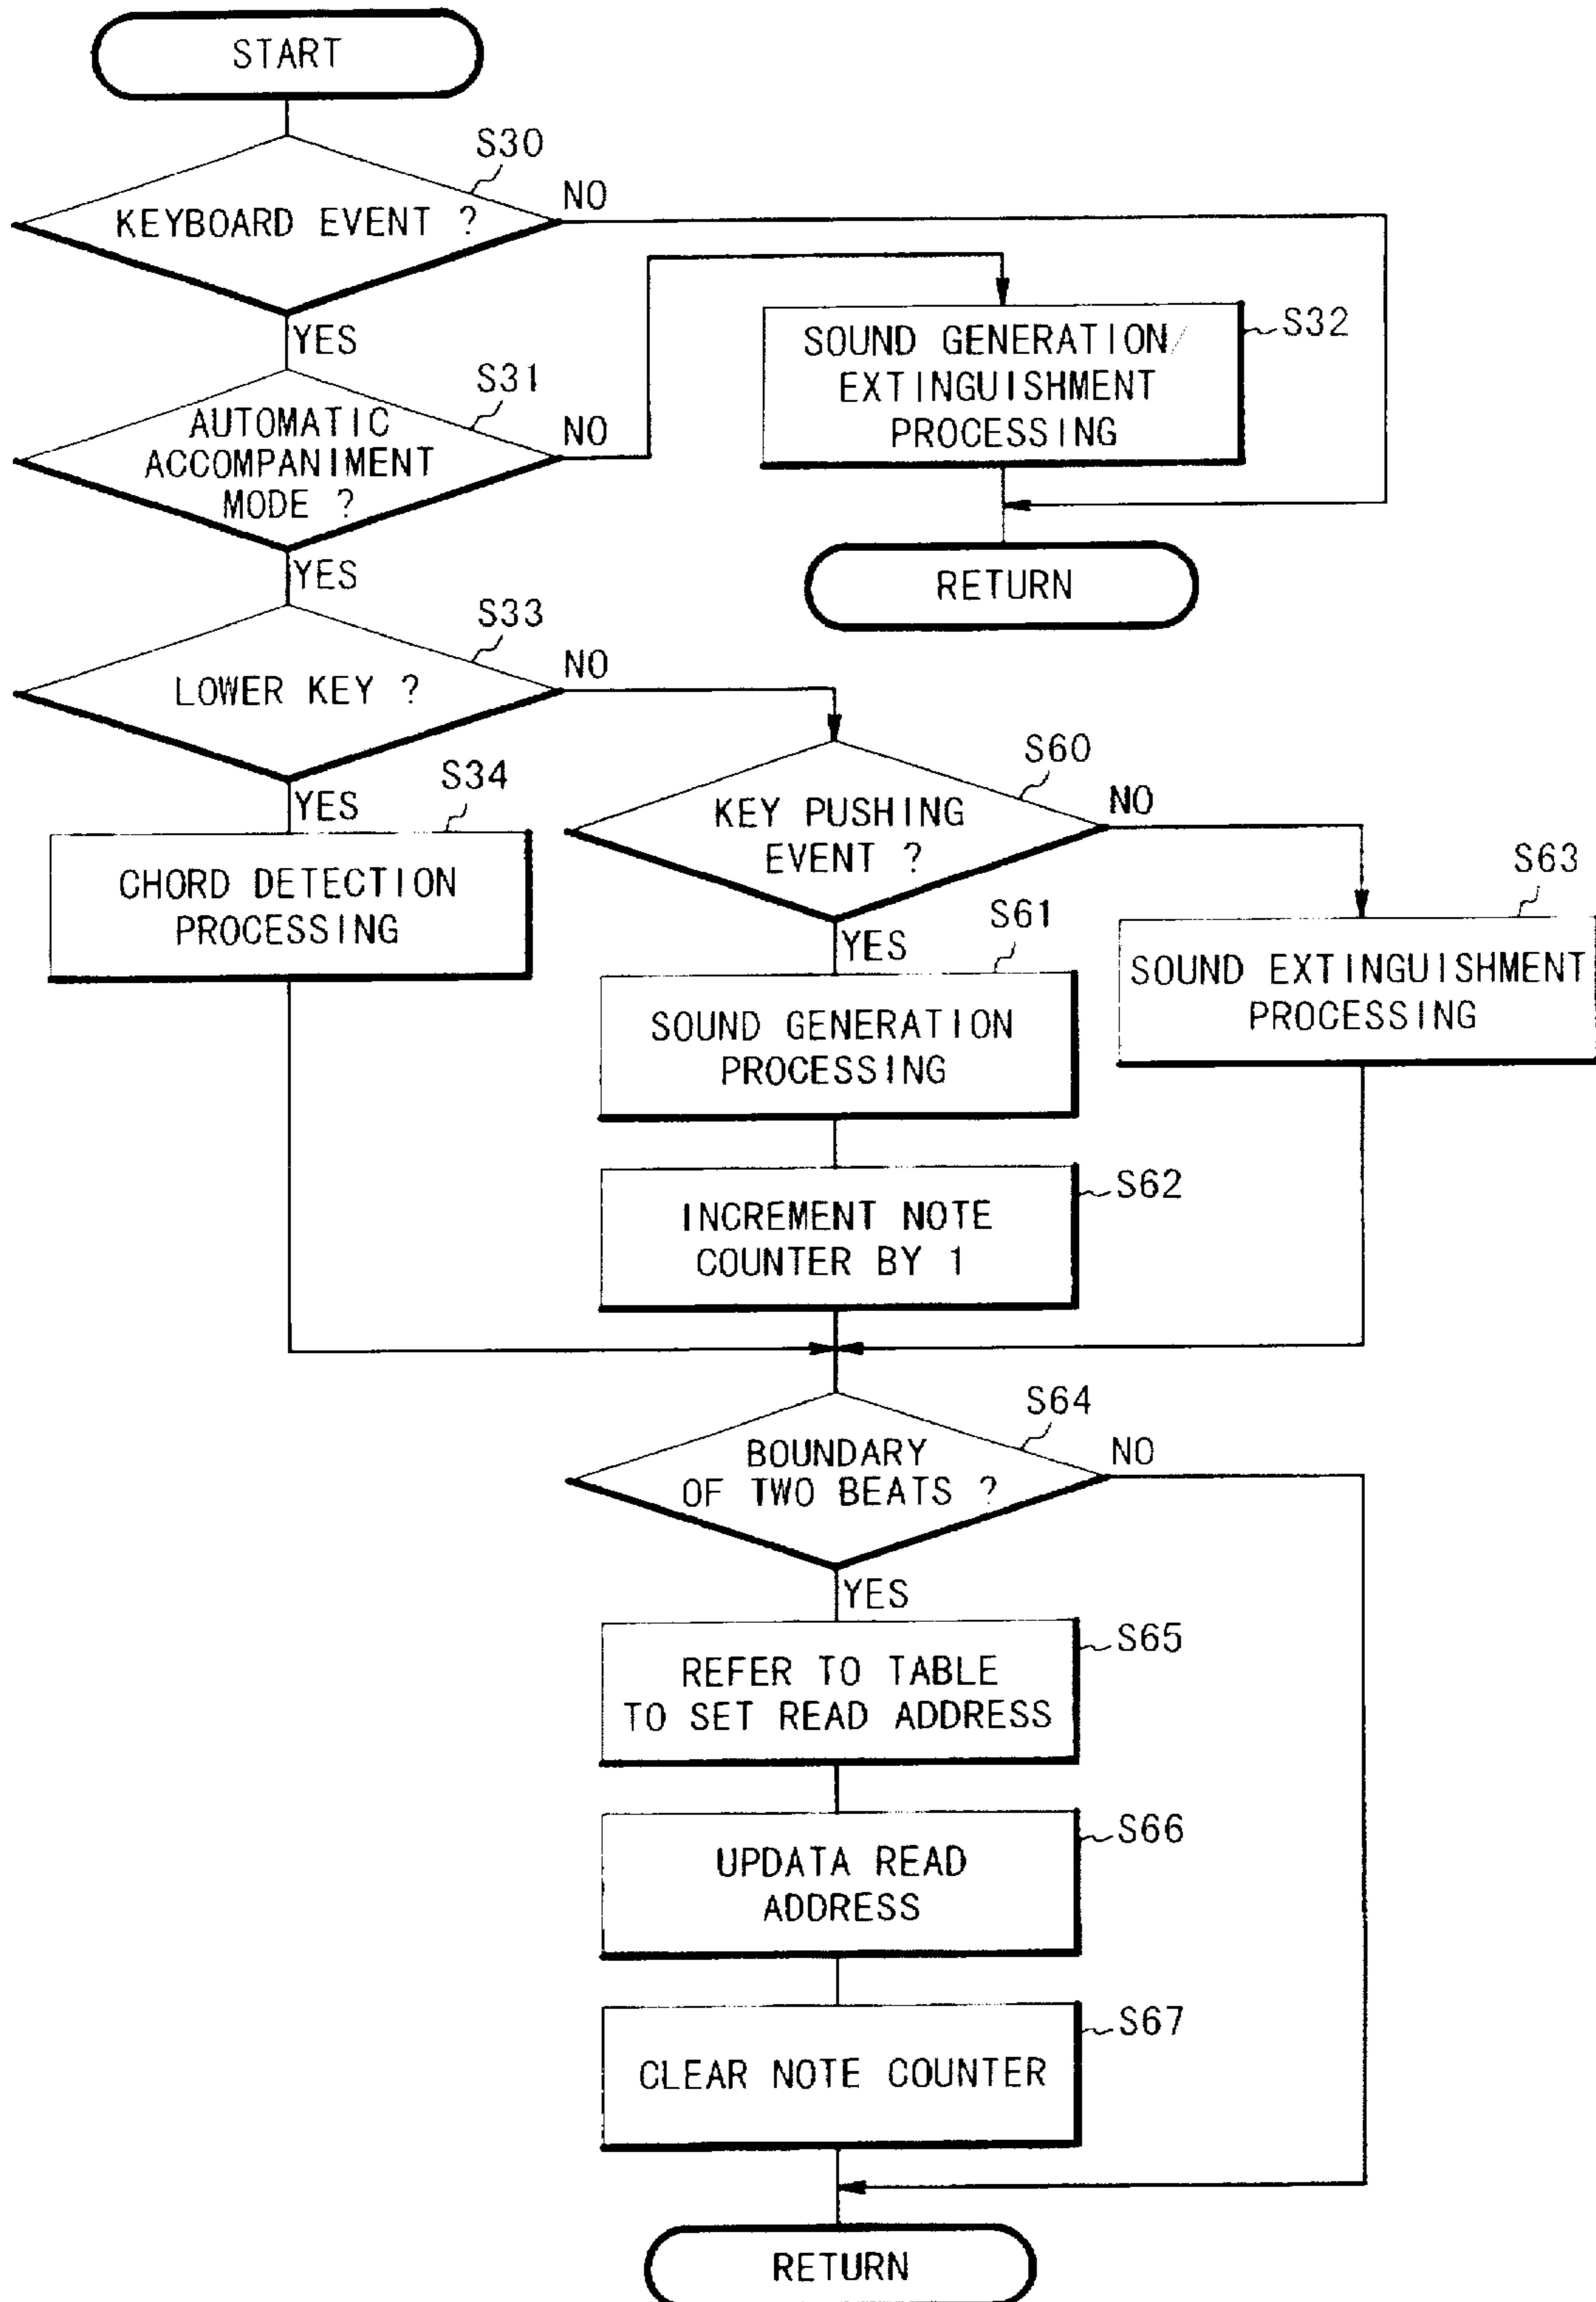 START
S30
KEYBOARD EVENT ?
NO
YES
S31
AUTOMATIC
ACCOMPANIMENT
MODE ?
NO
SOUND GENERATION/
EXTINGUISHMENT
PROCESSING
S32
RETURN
YES
S33
LOWER KEY ?
NO
YES
S34
CHORD DETECTION
PROCESSING
S60
KEY PUSHING
EVENT ?
NO
YES
S61
SOUND GENERATION
PROCESSING
S63
SOUND EXTINGUISHMENT
PROCESSING
S62
INCREMENT NOTE
COUNTER BY 1
S64
BOUNDARY
OF TWO BEATS ?
NO
YES
S65
REFER TO TABLE
TO SET READ ADDRESS
S66
UPDATA READ
ADDRESS
S67
CLEAR NOTE COUNTER
RETURN